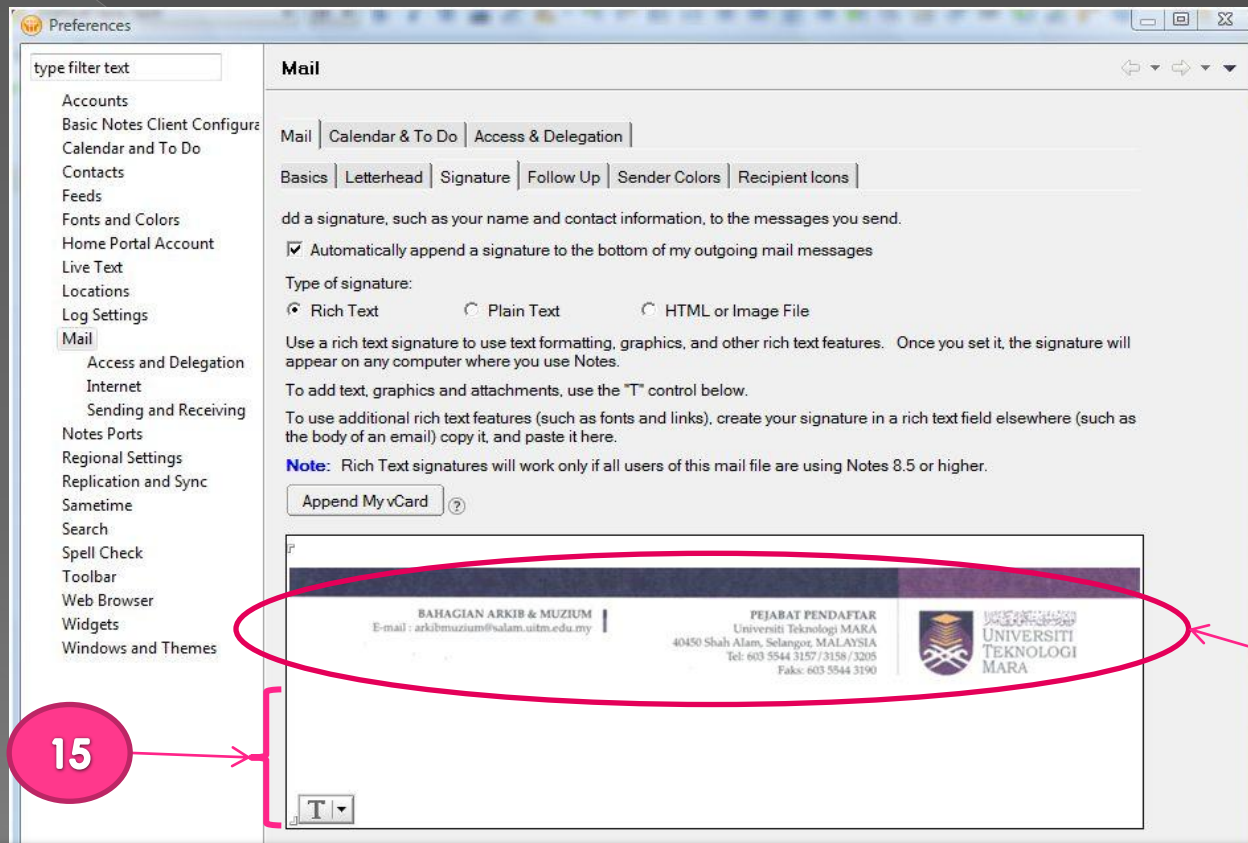 Preferences
type filter text
Accounts
Basic Notes Client Configura
Calendar and To Do
Contacts
Feeds
Fonts and Colors
Home Portal Account
Live Text
Locations
Log Settings
Mail
Access and Delegation
Internet
Sending and Receiving
Notes Ports
Regional Settings
Replication and Sync
Sametime
Search
Spell Check
Toolbar
Web Browser
Widgets
Windows and Themes
Mail
Mail Calendar & To Do Access & Delegation
Basics Letterhead Signature Follow Up Sender Colors Recipient Icons
dd a signature, such as your name and contact information, to the messages you send.
Automatically append a signature to the bottom of my outgoing mail messages
Type of signature:
Rich Text Plain Text HTML or Image File
Use a rich text signature to use text formatting, graphics, and other rich text features. Once you set it, the signature will
appear on any computer where you use Notes.
To add text, graphics and attachments, use the "T" control below.
To use additional rich text features (such as fonts and links), create your signature in a rich text field elsewhere (such as
the body of an email) copy it, and paste it here.
Note: Rich Text signatures will work only if all users of this mail file are using Notes 8.5 or higher.
Append My vCard ?
BAHAGIAN ARKIB & MUZIUM
E-mail : arkibmuzium@salam.uitm.edu.my
PEJABAT PENDAFTAR
Universiti Teknologi MARA
40450 Shah Alam, Selangor, MALAYSIA
Tel: 603 5544 3157/3158/3205
Faks: 603 5544 3190
UNIVERSITI
TEKNOLOGI
MARA
15
T